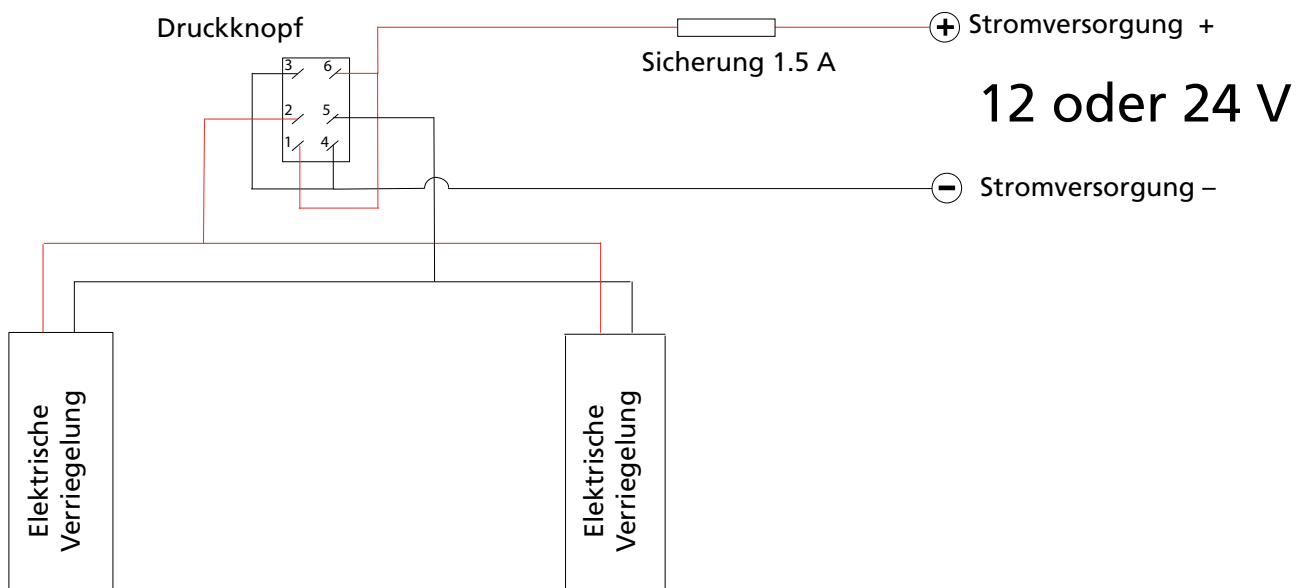 Druckknopf
Stromversorgung +
Sicherung 1.5 A
12 oder 24 V
3 6
2 5
1 4
Stromversorgung –
Elektrische
Verriegelung
Elektrische
Verriegelung